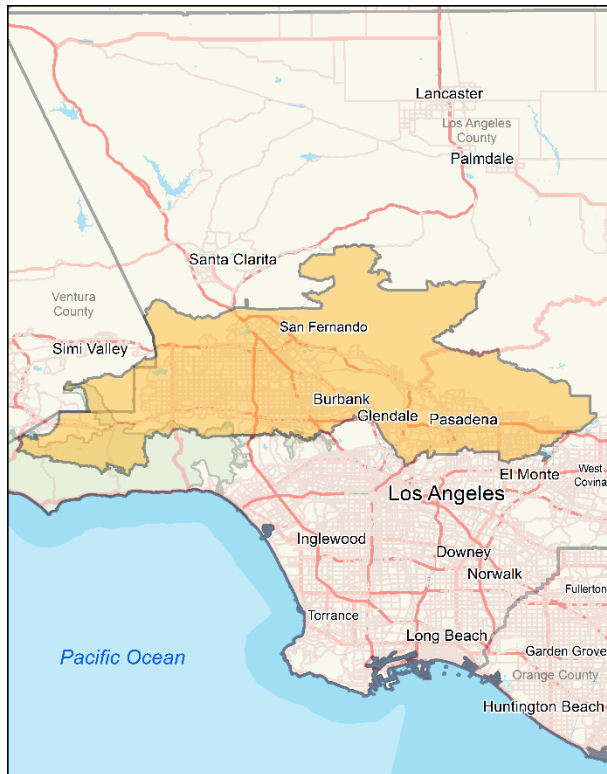 Lancaster
Los Angeles
County
Palmdale
Santa Clarita
Ventura
County
San Fernando
Simi Valley
Burbank
Glendale
Pasadena
El Monte
West
Covina
Los Angeles
Inglewood
Downey
Norwalk
Fullerton
Torrance
Long Beach
Garden Grove
Pacific Ocean
Orange County
Huntington Beach